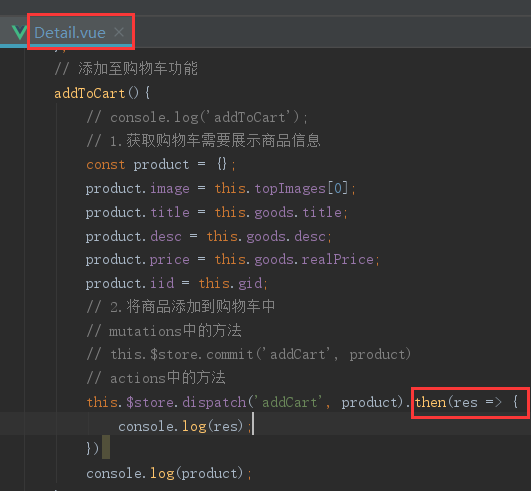 Detail.vue ×
// 添加至购物车功能
addToCart(){
// console.log('addToCart');
// 1.获取购物车需要展示商品信息
const product = {};
product.image = this.topImages[0];
product.title = this.goods.title;
product.desc = this.goods.desc;
product.price = this.goods.realPrice;
product.iid = this.gid;
// 2.将商品添加到购物车中
// mutations中的方法
// this.$store.commit('addCart', product)
// actions中的方法
this.$store.dispatch('addCart', product).then(res => {
console.log(res);
})
console.log(product);